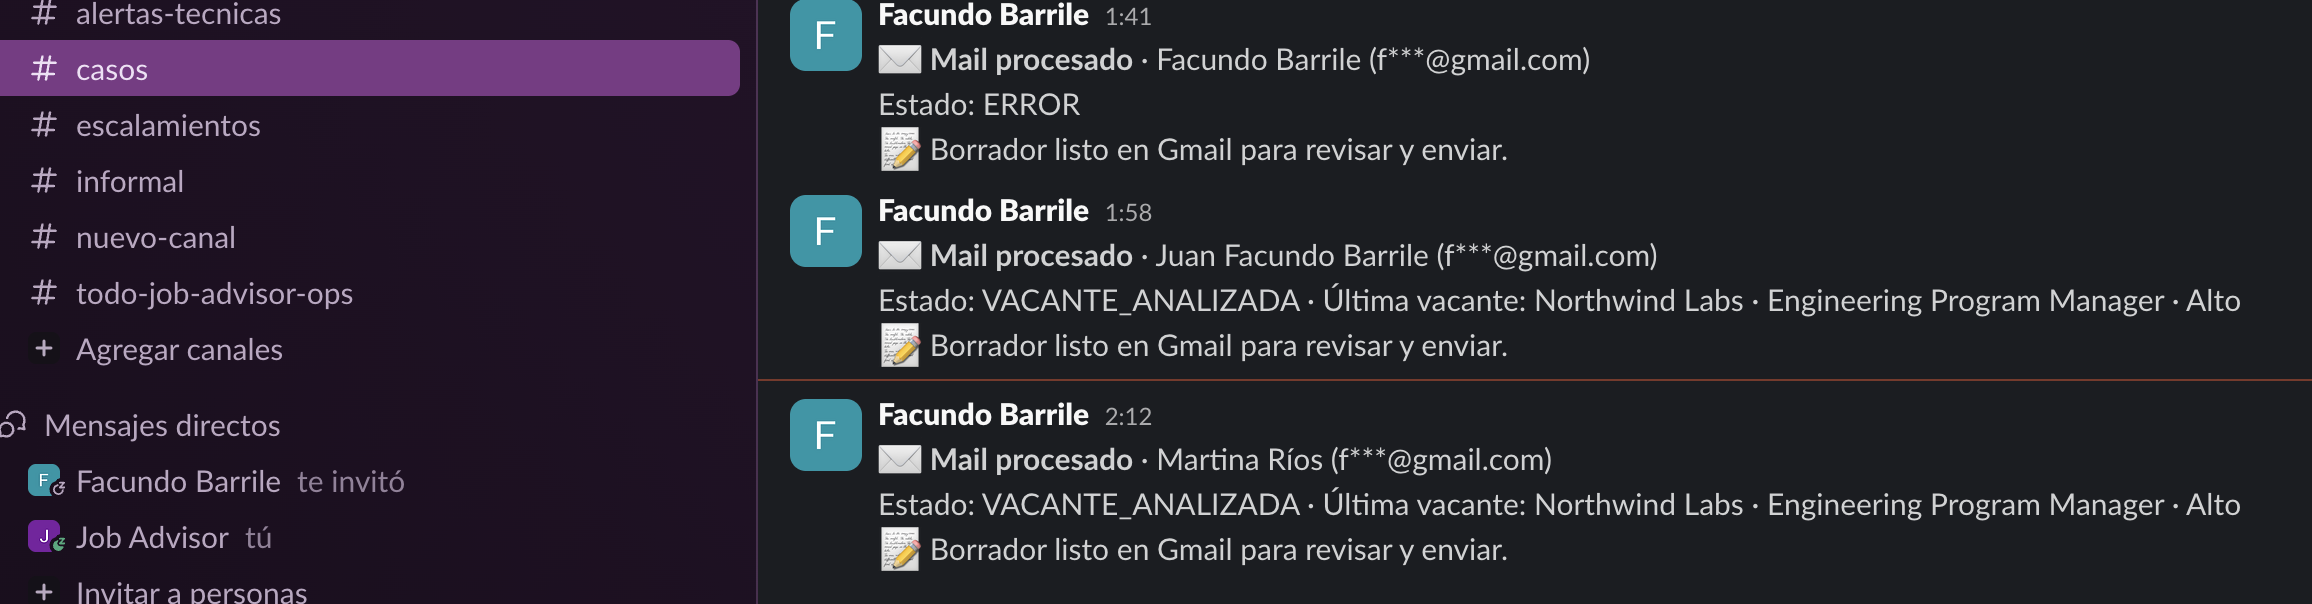 # alertas-tecnicas
# casos
# escalamientos
# informal
# nuevo-canal
# todo-job-advisor-ops
+ Agregar canales
Mensajes directos
F Facundo Barrile te invitó
J Job Advisor tú
+ Invitar a personas
F
Facundo Barrile 1:41
Mail procesado · Facundo Barrile (f***@gmail.com)
Estado: ERROR
Borrador listo en Gmail para revisar y enviar.
F
Facundo Barrile 1:58
Mail procesado · Juan Facundo Barrile (f***@gmail.com)
Estado: VACANTE_ANALIZADA · Última vacante: Northwind Labs · Engineering Program Manager · Alto
Borrador listo en Gmail para revisar y enviar.
F
Facundo Barrile 2:12
Mail procesado · Martina Ríos (f***@gmail.com)
Estado: VACANTE_ANALIZADA · Última vacante: Northwind Labs · Engineering Program Manager · Alto
Borrador listo en Gmail para revisar y enviar.